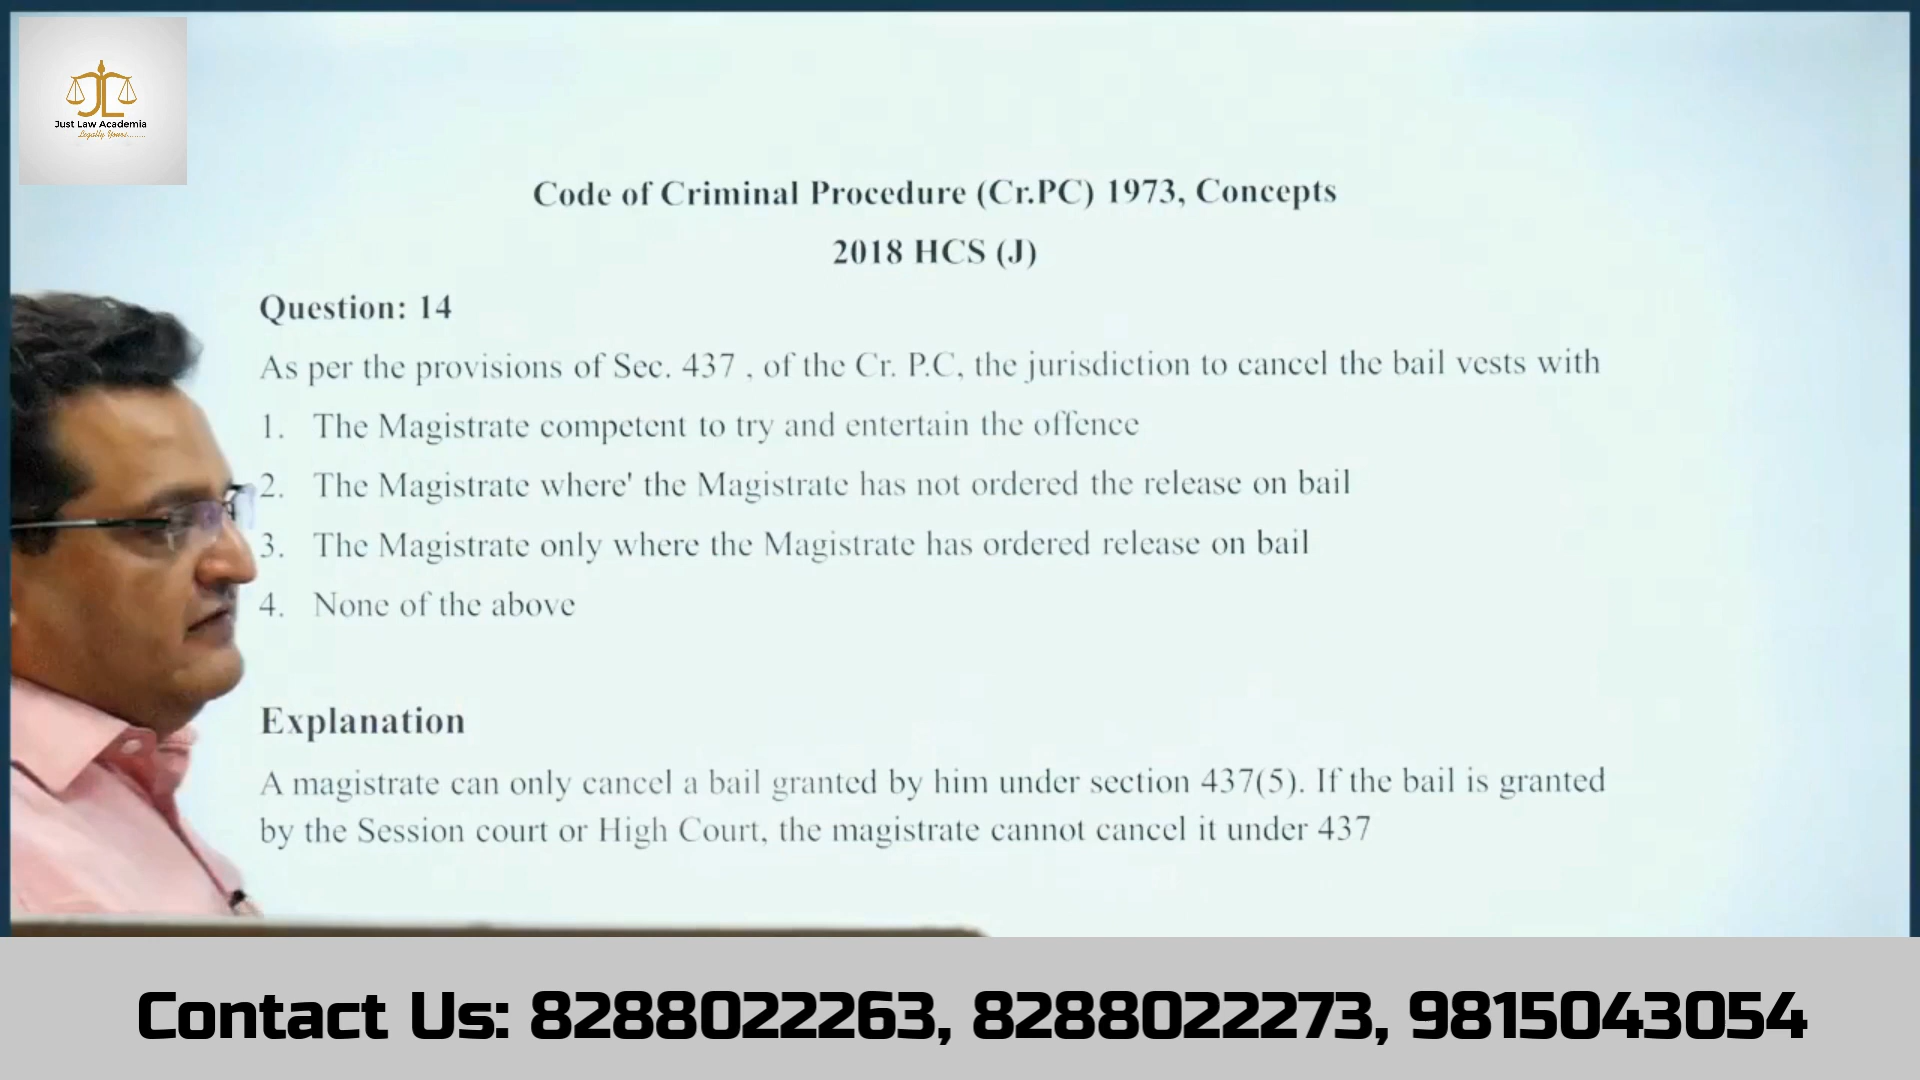 JL
Just Law Academia
Legally Yours........
Code of Criminal Procedure (Cr.PC) 1973, Concepts
2018 HCS (J)
Question: 14
As per the provisions of Sec. 437 , of the Cr. P.C, the jurisdiction to cancel the bail vests with
1. The Magistrate competent to try and entertain the offence
2. The Magistrate where' the Magistrate has not ordered the release on bail
3. The Magistrate only where the Magistrate has ordered release on bail
4. None of the above
Explanation
A magistrate can only cancel a bail granted by him under section 437(5). If the bail is granted
by the Session court or High Court, the magistrate cannot cancel it under 437
Contact Us: 8288022263, 8288022273, 9815043054